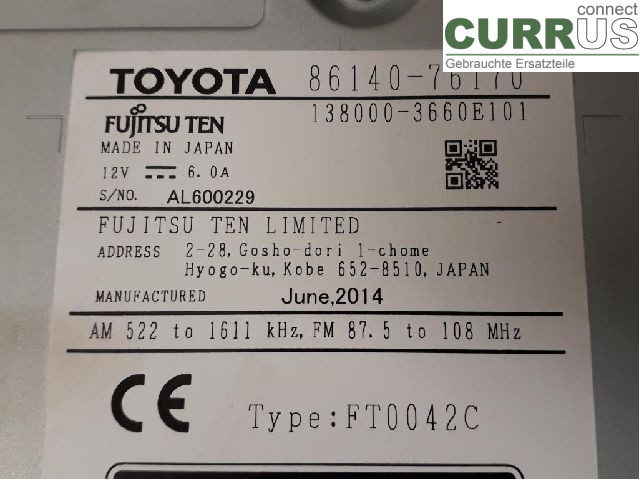 connect
CURRUS
Gebrauchte Ersatzteile
TOYOTA 86140-76170
FUJITSU TEN 138000-3660E101
MADE IN JAPAN
12V 6.0A
S/NO. AL600229
FUJITSU TEN LIMITED
ADDRESS 2-28, Gosho-dori 1-chome
Hyogo-ku, Kobe 652-8510, JAPAN
MANUFACTURED June,2014
AM 522 to 1611 kHz, FM 87.5 to 108 MHz
CE Type:FT0042C